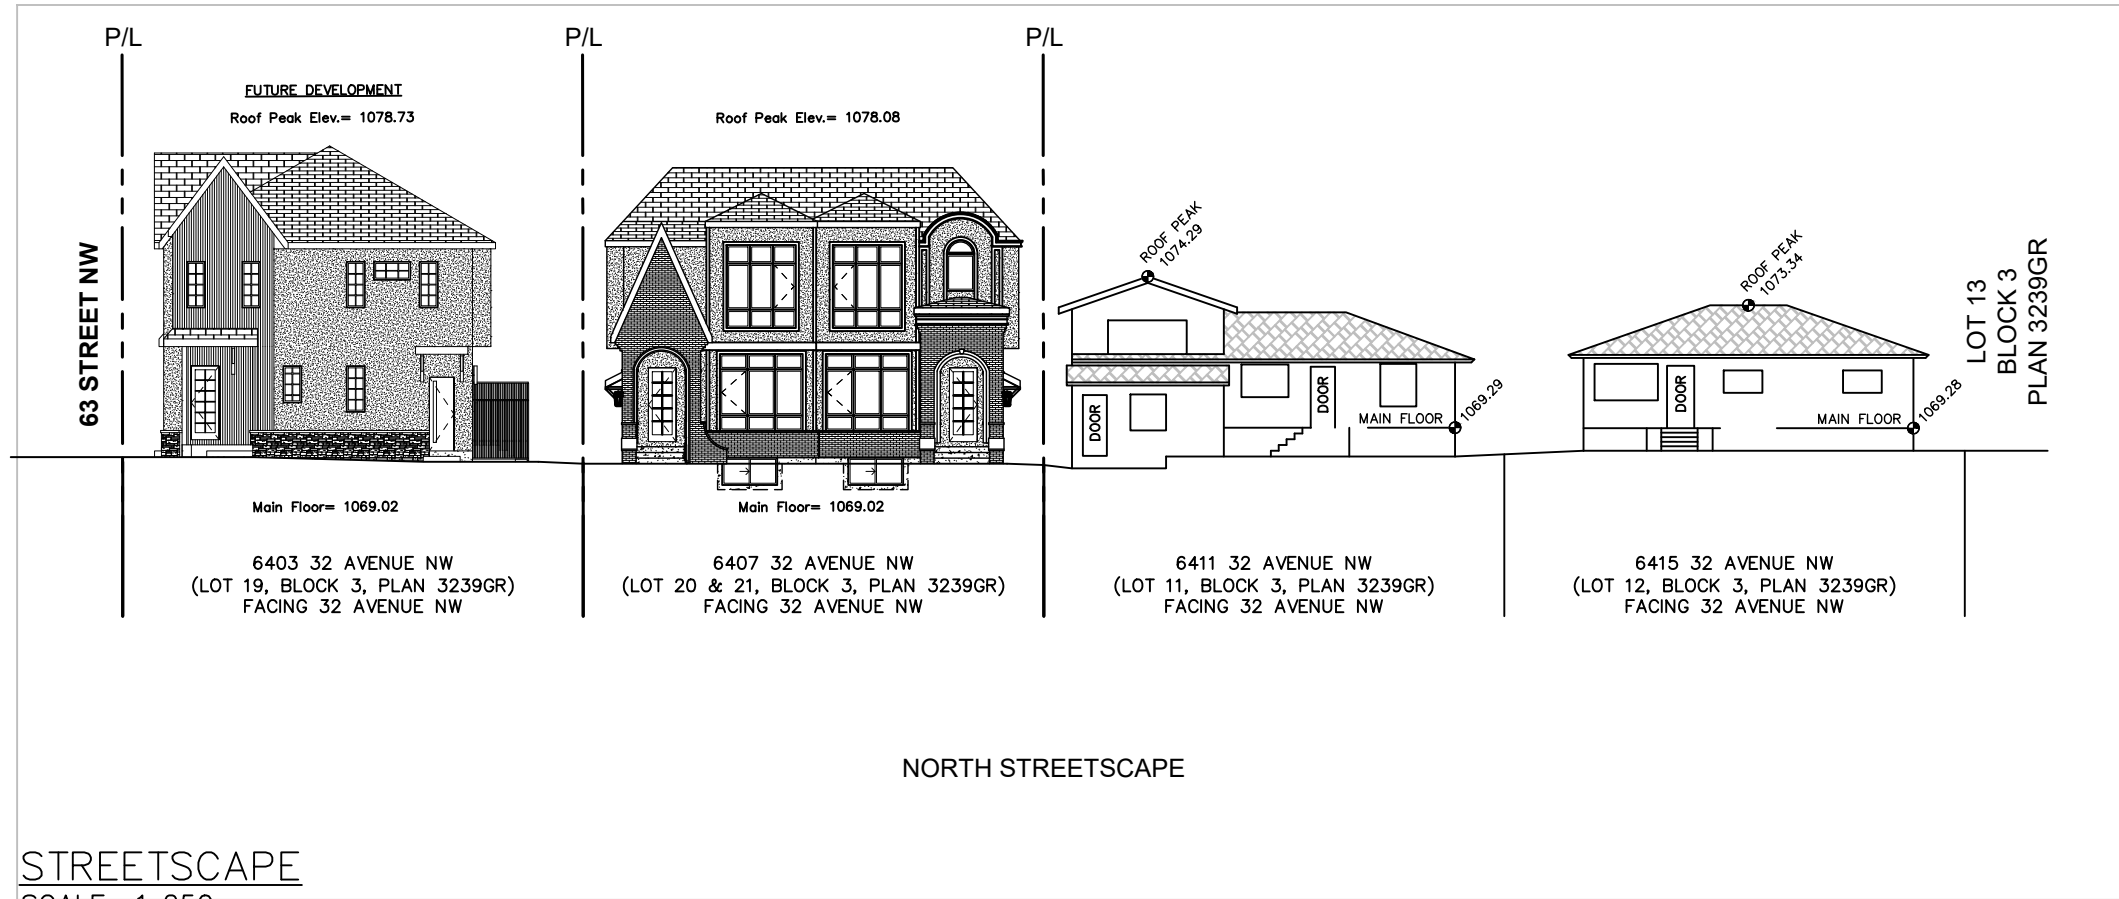 P/L
P/L
P/L
FUTURE DEVELOPMENT
Roof Peak Elev.= 1078.73
Roof Peak Elev.= 1078.08
63 STREET NW
ROOF PEAK
1074.29
ROOF PEAK
1073.34
LOT 13
BLOCK 3
PLAN 3239GR
DOOR
DOOR
MAIN FLOOR
1069.29
DOOR
MAIN FLOOR
1069.28
Main Floor= 1069.02
Main Floor= 1069.02
6403 32 AVENUE NW
(LOT 19, BLOCK 3, PLAN 3239GR)
FACING 32 AVENUE NW
6407 32 AVENUE NW
(LOT 20 & 21, BLOCK 3, PLAN 3239GR)
FACING 32 AVENUE NW
6411 32 AVENUE NW
(LOT 11, BLOCK 3, PLAN 3239GR)
FACING 32 AVENUE NW
6415 32 AVENUE NW
(LOT 12, BLOCK 3, PLAN 3239GR)
FACING 32 AVENUE NW
NORTH STREETSCAPE
STREETSCAPE